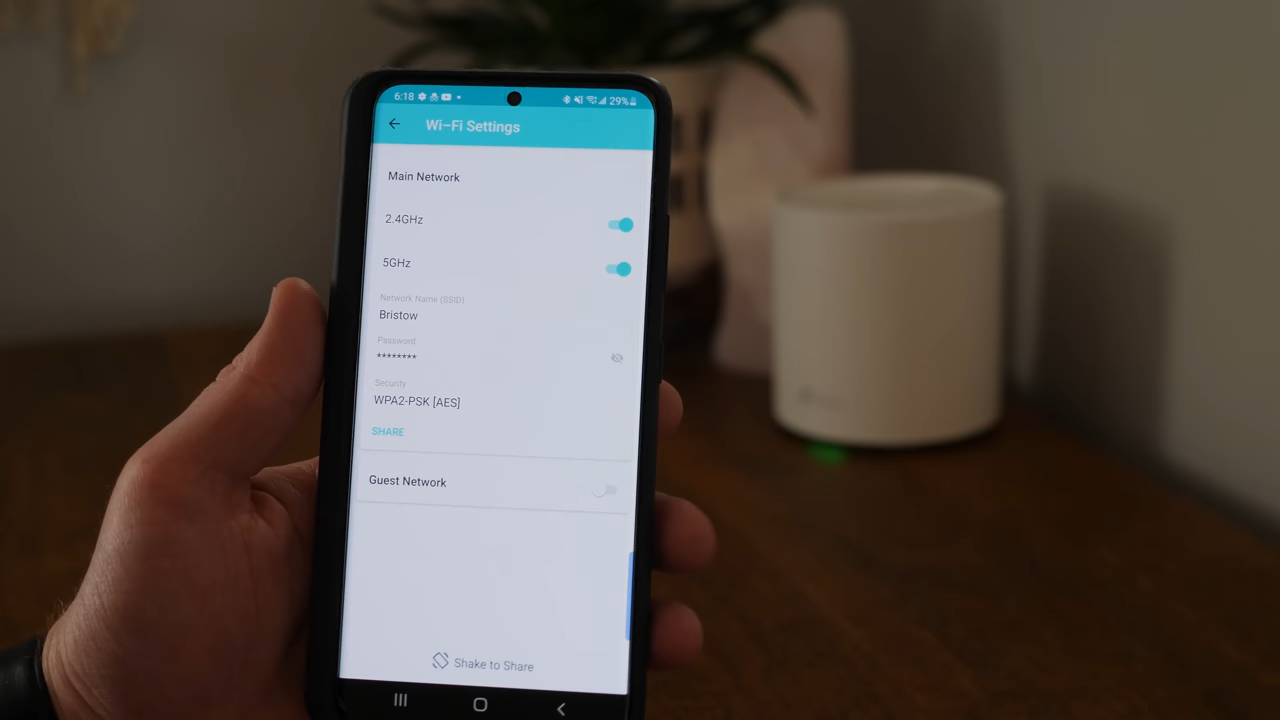 6:18
29%
Wi-Fi Settings
Main Network
2.4GHz
5GHz
Network Name (SSID)
Bristow
Password
********
Security
WPA2-PSK [AES]
SHARE
Guest Network
Shake to Share